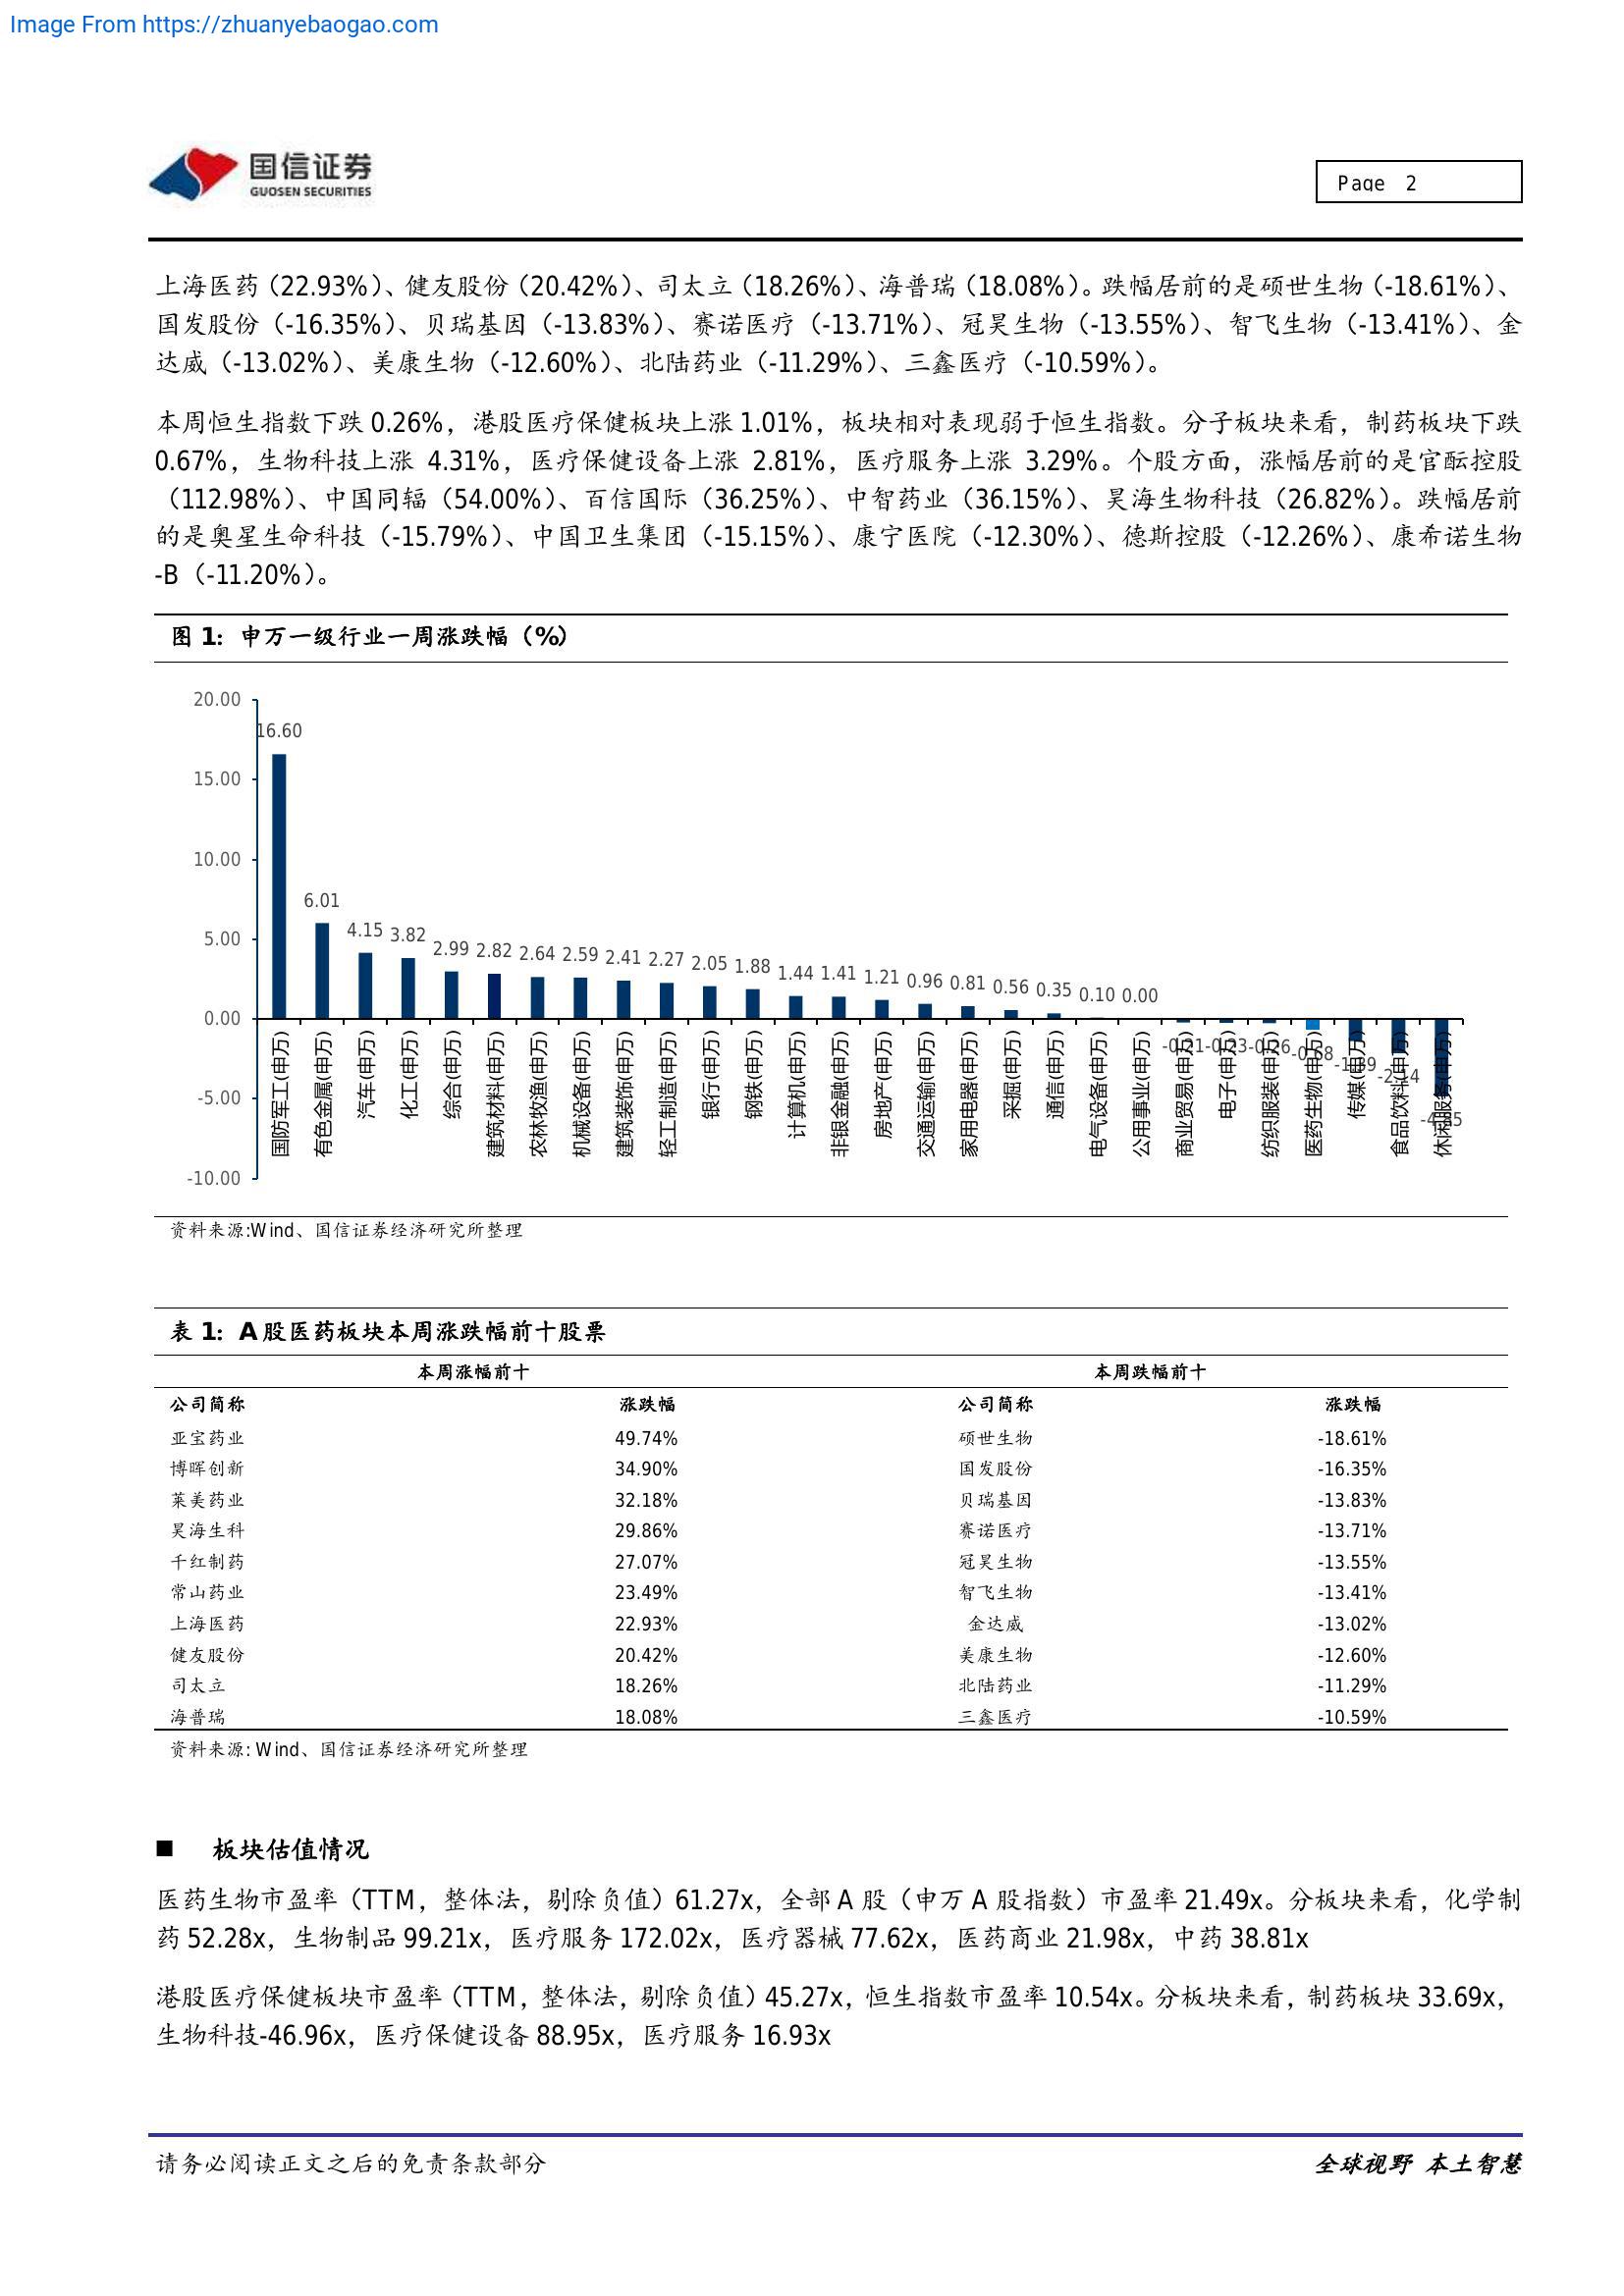 Image From https://zhuanyebaogao.com
国信证券
GUOSEN SECURITIES
Page 2
上海医药（22.93%）、健友股份（20.42%）、司太立（18.26%）、海普瑞（18.08%）。跌幅居前的是硕世生物（-18.61%）、
国发股份（-16.35%）、贝瑞基因（-13.83%）、赛诺医疗（-13.71%）、冠昊生物（-13.55%）、智飞生物（-13.41%）、金
达威（-13.02%）、美康生物（-12.60%）、北陆药业（-11.29%）、三鑫医疗（-10.59%）。
本周恒生指数下跌 0.26%，港股医疗保健板块上涨 1.01%，板块相对表现弱于恒生指数。分子板块来看，制药板块下跌
0.67%，生物科技上涨 4.31%，医疗保健设备上涨 2.81%，医疗服务上涨 3.29%。个股方面，涨幅居前的是官酝控股
（112.98%）、中国同辐（54.00%）、百信国际（36.25%）、中智药业（36.15%）、昊海生物科技（26.82%）。跌幅居前
的是奥星生命科技（-15.79%）、中国卫生集团（-15.15%）、康宁医院（-12.30%）、德斯控股（-12.26%）、康希诺生物
-B（-11.20%）。
图 1：申万一级行业一周涨跌幅（%）
20.00
15.00
10.00
5.00
0.00
-5.00
-10.00
16.60
6.01
4.15
3.82
2.99
2.82
2.64
2.59
2.41
2.27
2.05
1.88
1.44
1.41
1.21
0.96
0.81
0.56
0.35
0.10
0.00
-0.21
-0.23
-0.26
-0.68
-1.39
-2.14
国防军工(申万)
有色金属(申万)
汽车(申万)
化工(申万)
综合(申万)
建筑材料(申万)
农林牧渔(申万)
机械设备(申万)
建筑装饰(申万)
轻工制造(申万)
银行(申万)
钢铁(申万)
计算机(申万)
非银金融(申万)
房地产(申万)
交通运输(申万)
家用电器(申万)
采掘(申万)
通信(申万)
电气设备(申万)
公用事业(申万)
商业贸易(申万)
电子(申万)
纺织服装(申万)
医药生物(申万)
传媒(申万)
食品饮料(申万)
休闲服务(申万)
资料来源:Wind、国信证券经济研究所整理
表 1：A 股医药板块本周涨跌幅前十股票
本周涨幅前十 本周跌幅前十
公司简称 涨跌幅 公司简称 涨跌幅
亚宝药业 49.74% 硕世生物 -18.61%
博晖创新 34.90% 国发股份 -16.35%
莱美药业 32.18% 贝瑞基因 -13.83%
昊海生科 29.86% 赛诺医疗 -13.71%
千红制药 27.07% 冠昊生物 -13.55%
常山药业 23.49% 智飞生物 -13.41%
上海医药 22.93% 金达威 -13.02%
健友股份 20.42% 美康生物 -12.60%
司太立 18.26% 北陆药业 -11.29%
海普瑞 18.08% 三鑫医疗 -10.59%
资料来源: Wind、国信证券经济研究所整理
■ 板块估值情况
医药生物市盈率（TTM，整体法，剔除负值）61.27x，全部 A 股（申万 A 股指数）市盈率 21.49x。分板块来看，化学制
药 52.28x，生物制品 99.21x，医疗服务 172.02x，医疗器械 77.62x，医药商业 21.98x，中药 38.81x
港股医疗保健板块市盈率（TTM，整体法，剔除负值）45.27x，恒生指数市盈率 10.54x。分板块来看，制药板块 33.69x，
生物科技-46.96x，医疗保健设备 88.95x，医疗服务 16.93x
请务必阅读正文之后的免责条款部分
全球视野 本土智慧